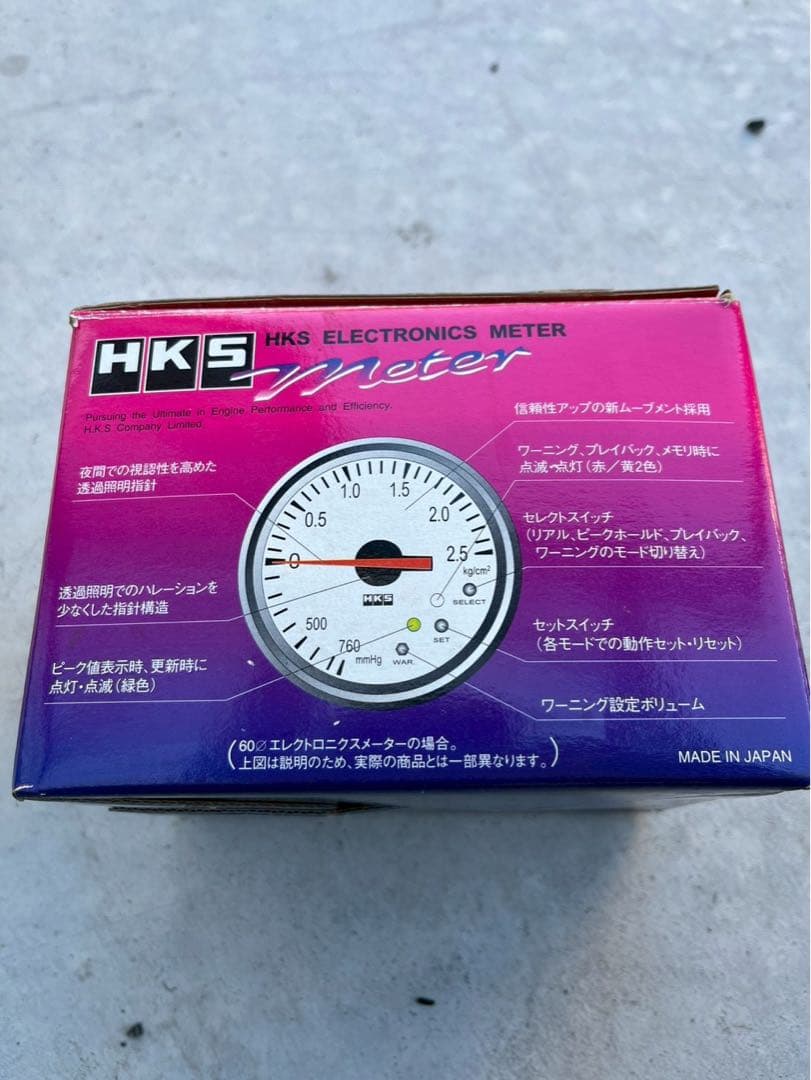 HKS
HKS ELECTRONICS METER
meter
Pursuing the Ultimate in Engine Performance and Efficiency.
H.K.S Company Limited.
信頼性アップの新ムーブメント採用
夜間での視認性を高めた
透過照明指針
ワーニング、プレイバック、メモリ時に
点滅・点灯(赤/黄2色)
セレクトスイッチ
(リアル、ピークホールド、プレイバック、
ワーニングのモード切り替え)
透過照明でのハレーションを
少なくした指針構造
セットスイッチ
(各モードでの動作セット・リセット)
ピーク値表示時、更新時に
点灯・点滅(緑色)
ワーニング設定ボリューム
0
0.5
1.0
1.5
2.0
2.5
kg/cm²
HKS
SELECT
SET
WAR.
500
760
mmHg
(60∅エレクトロニクスメーターの場合。
上図は説明のため、実際の商品とは一部異なります。)
MADE IN JAPAN